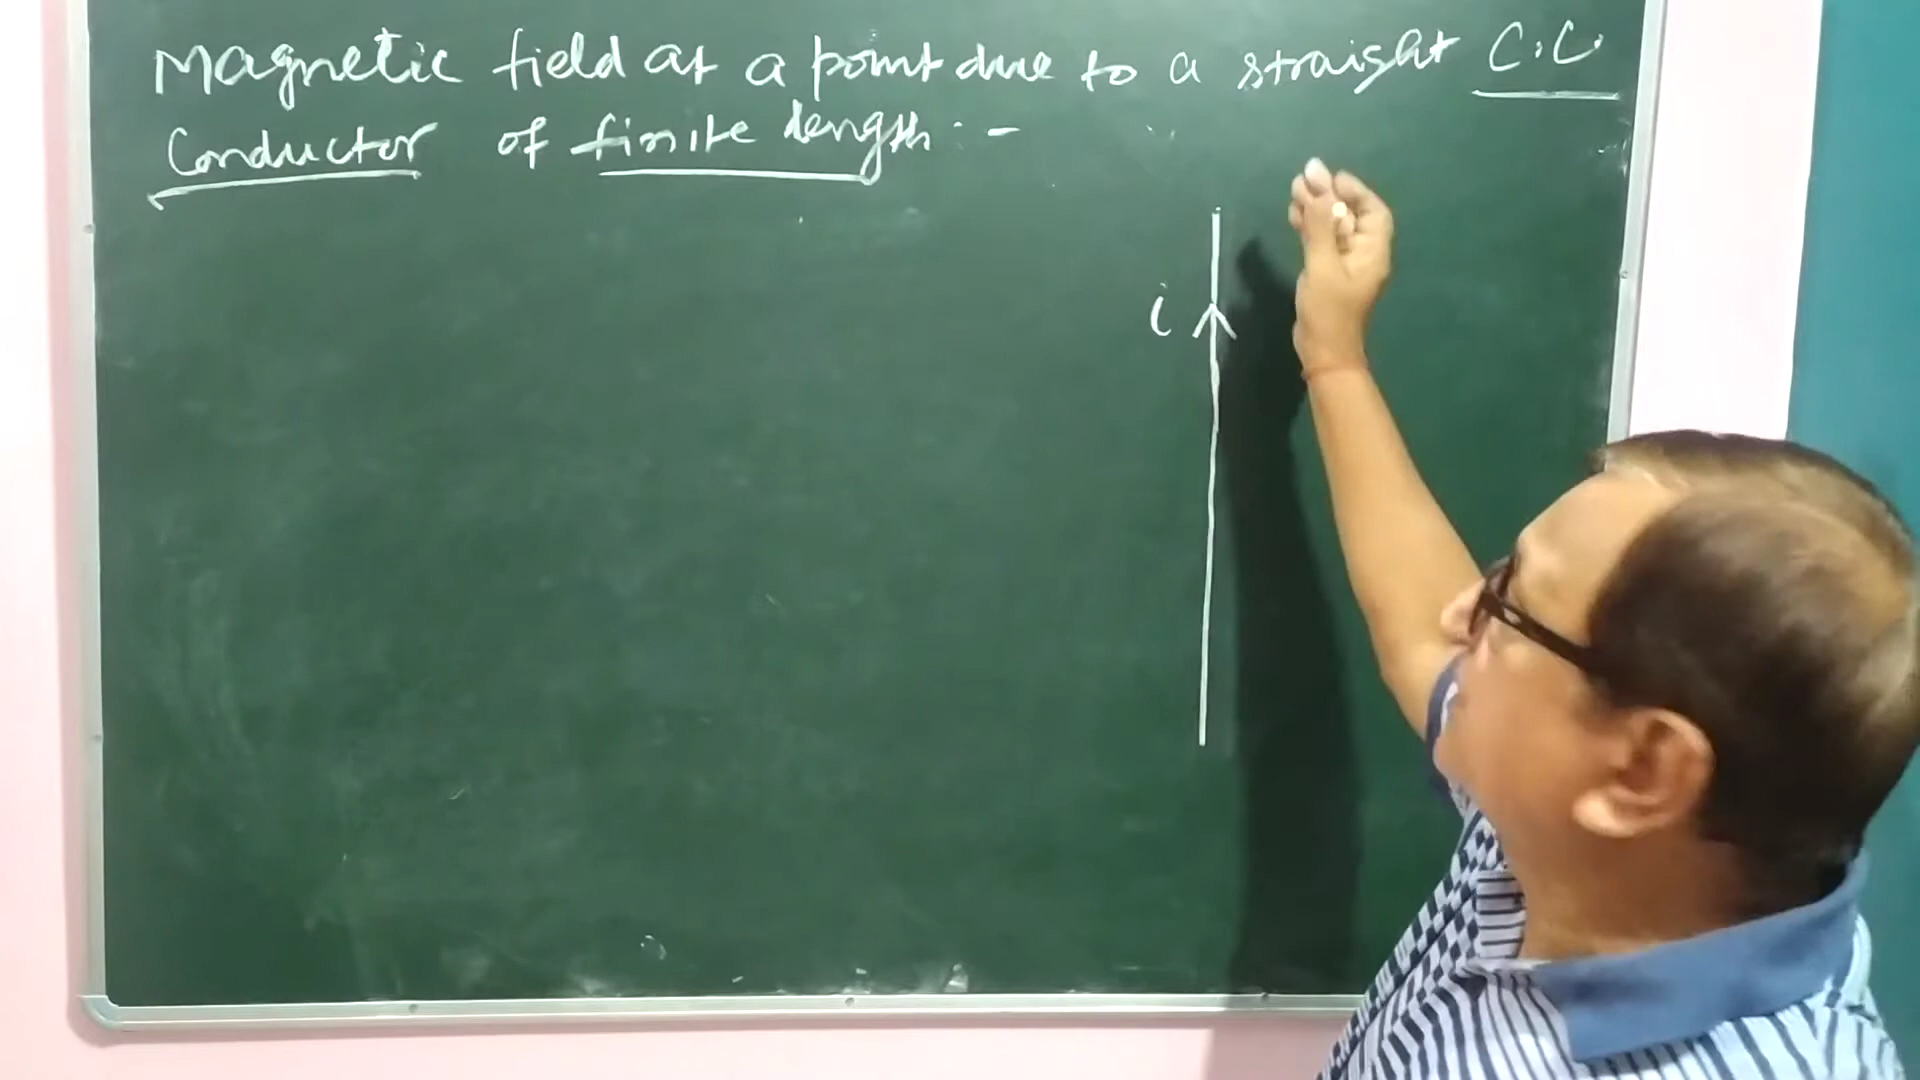 Magnetic field at a point due to a straight C.C.
Conductor of finite length :-
i